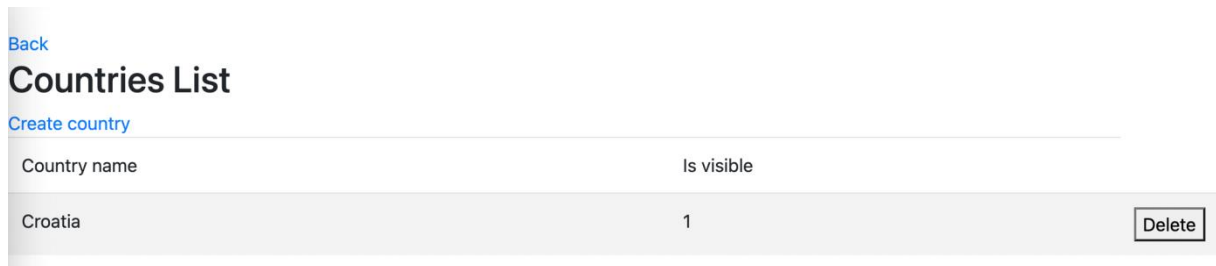 Back
Countries List
Create country
Country name Is visible
Croatia 1 Delete